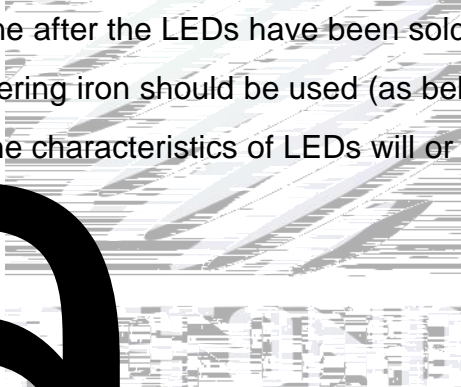 ne after the LEDs have been solo
ering iron should be used (as bel
ne characteristics of LEDs will or